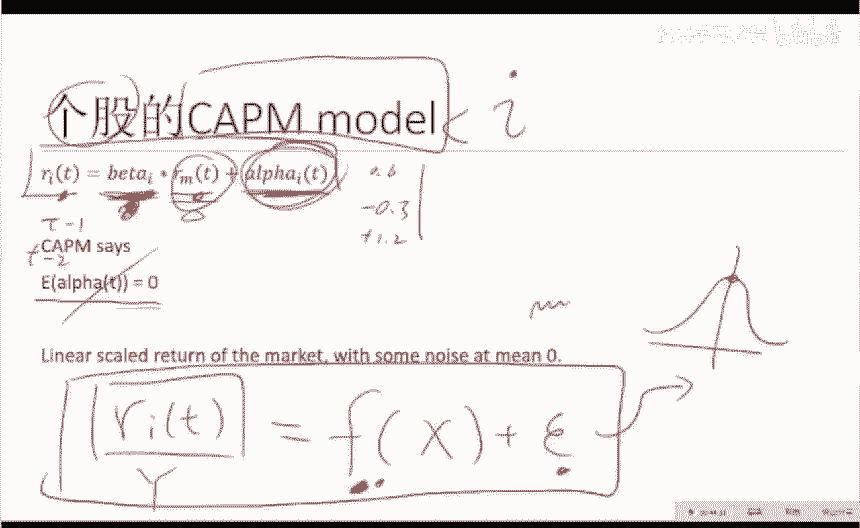 个股的CAPM model i
r_i(t) = beta_i * r_m(t) + alpha_i(t)
0.6
-0.3
+1.2
τ-1
t-2
CAPM says
E(alpha(t)) = 0
Linear scaled return of the market, with some noise at mean 0.
r_i(t) = f(X) + ε
Y